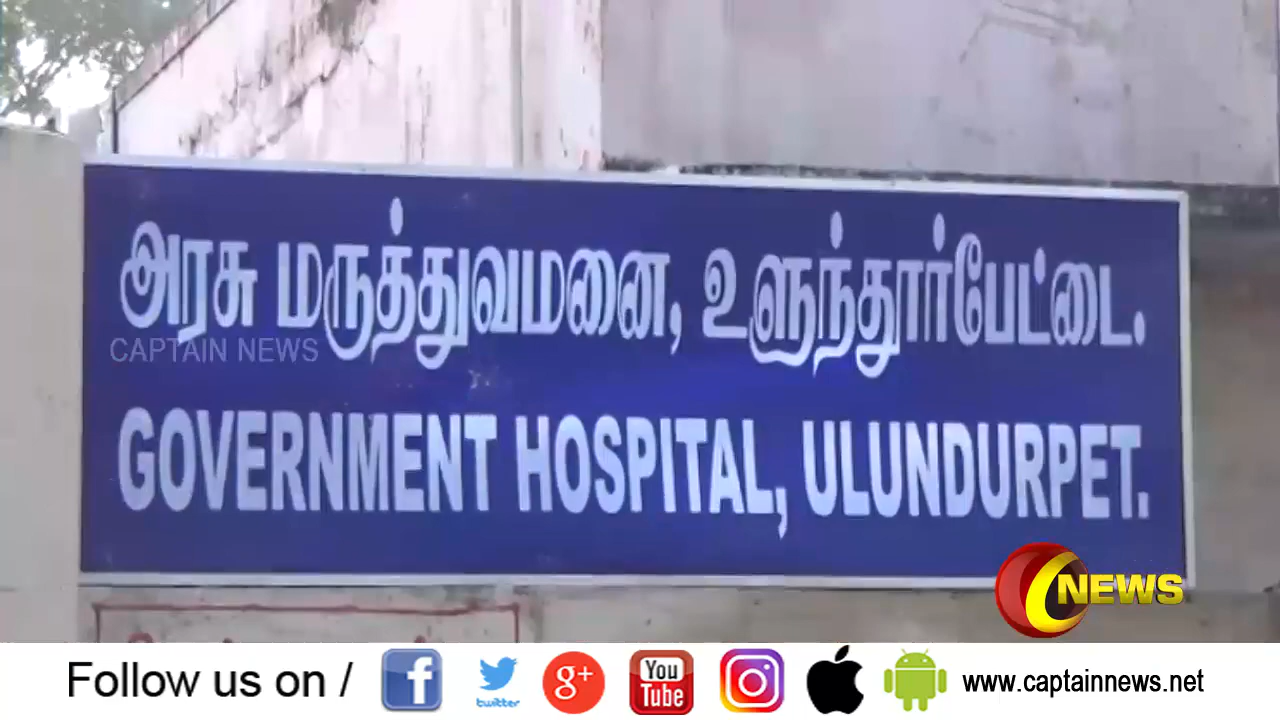 அரசு மருத்துவமனை, உளுந்தூர்பேட்டை.
CAPTAIN NEWS
GOVERNMENT HOSPITAL, ULUNDURPET.
NEWS
Follow us on / f twitter g+ You Tube www.captainnews.net